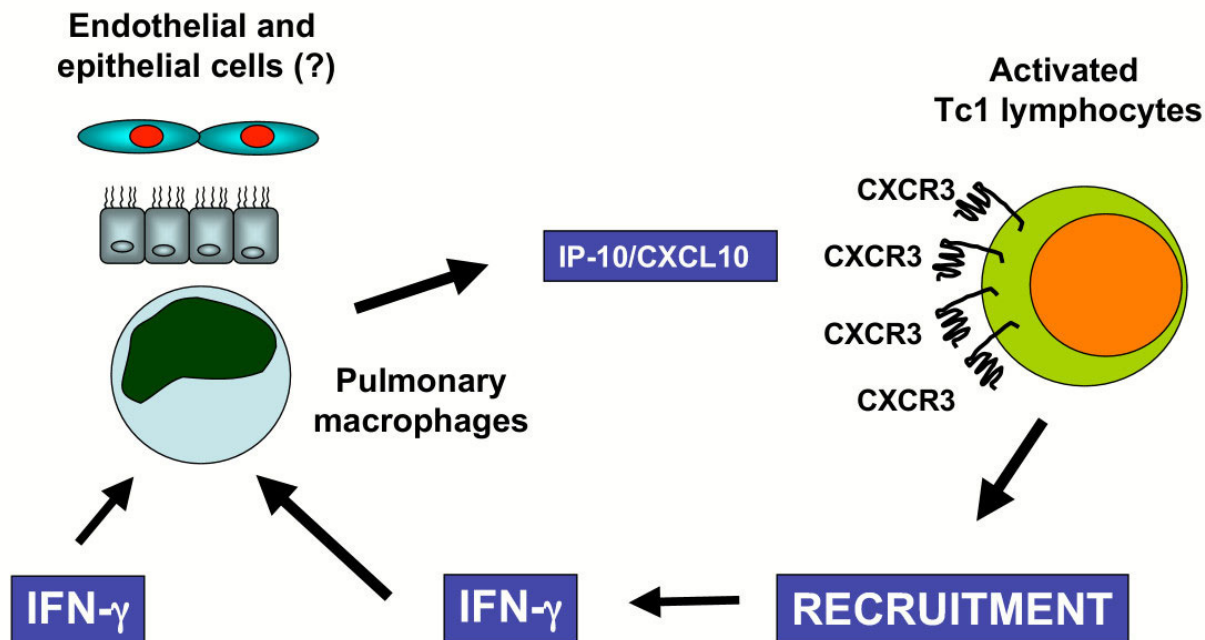 Endothelial and
epithelial cells (?)
Activated
Tc1 lymphocytes
CXCR3
IP-10/CXCL10
CXCR3
CXCR3
Pulmonary
macrophages
CXCR3
IFN-γ
IFN-γ
RECRUITMENT